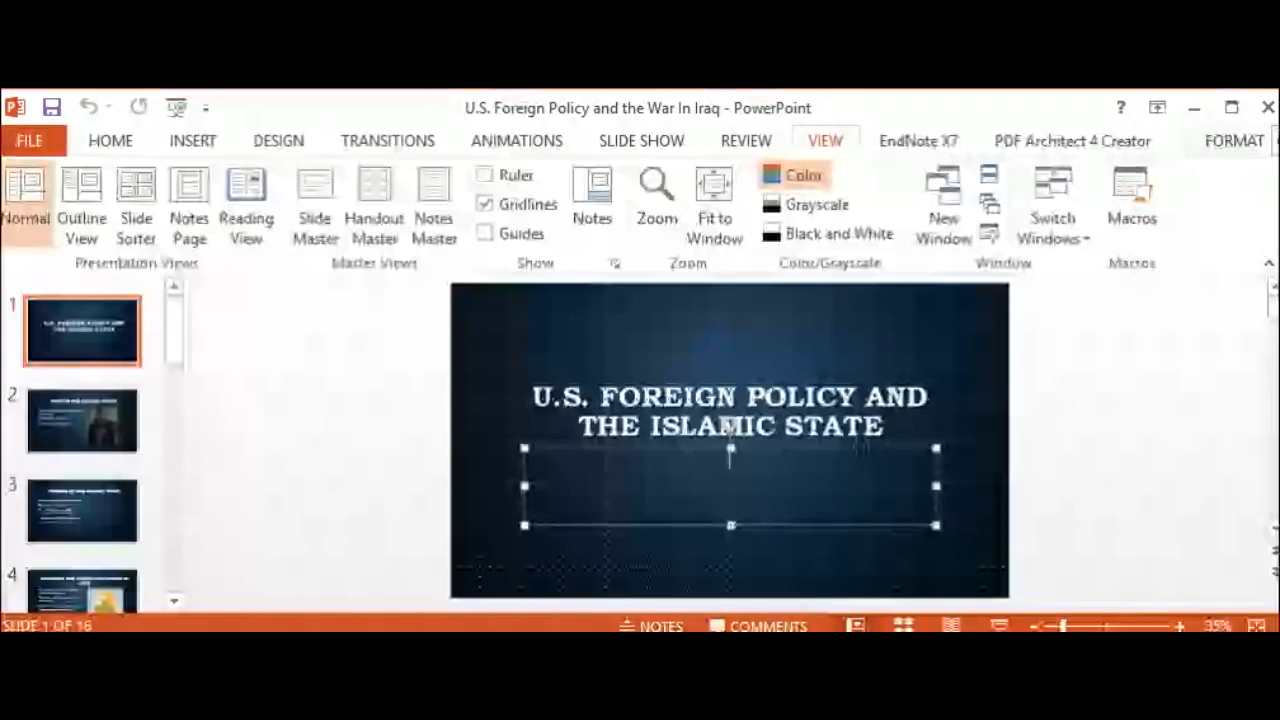 U.S. Foreign Policy and the War In Iraq - PowerPoint
FILE HOME INSERT DESIGN TRANSITIONS ANIMATIONS SLIDE SHOW REVIEW VIEW EndNote X7 PDF Architect 4 Creator FORMAT
Normal
Outline View
Slide Sorter
Notes Page
Reading View
Presentation Views
Slide Master
Handout Master
Notes Master
Master Views
Ruler
Gridlines
Guides
Show
Notes
Zoom
Fit to Window
Zoom
Color
Grayscale
Black and White
Color/Grayscale
New Window
Switch Windows
Window
Macros
Macros
1
2
3
4
U.S. FOREIGN POLICY AND
THE ISLAMIC STATE
SLIDE 1 OF 16 NOTES COMMENTS 35%